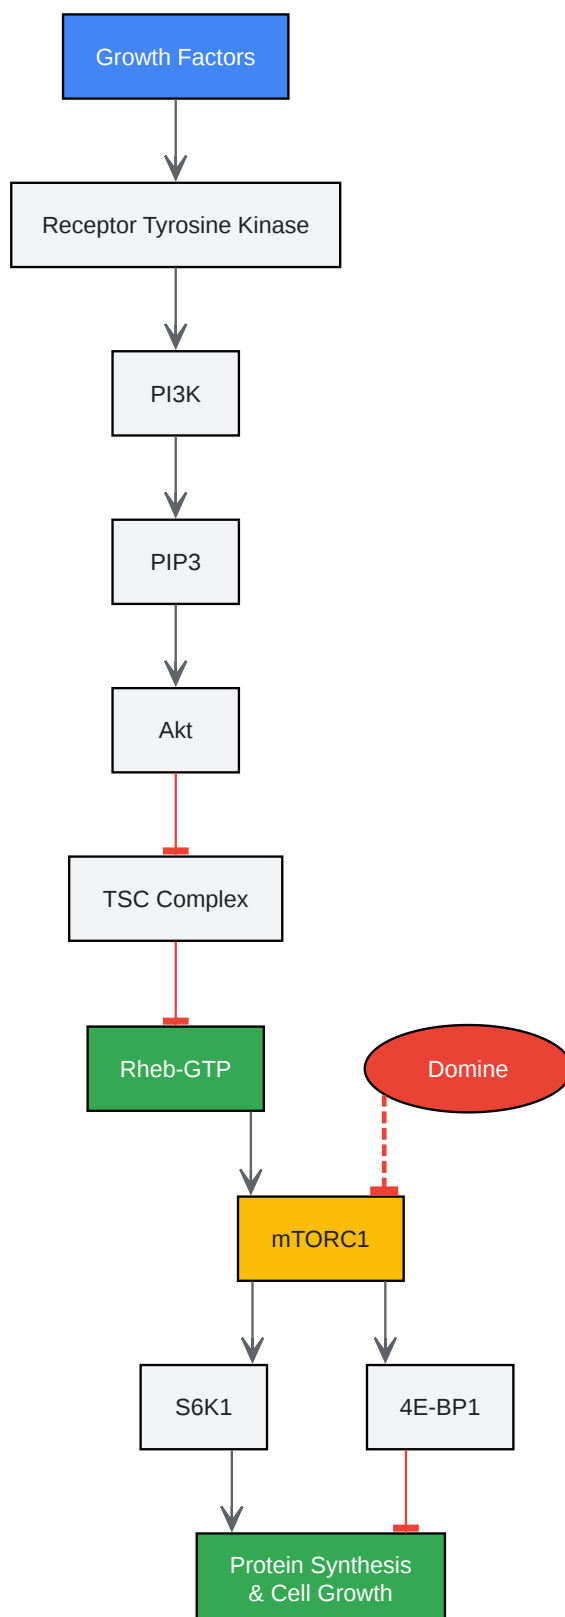 Growth Factors
Receptor Tyrosine Kinase
PI3K
PIP3
Akt
TSC Complex
Rheb-GTP
Domine
mTORC1
S6K1
4E-BP1
Protein Synthesis
& Cell Growth